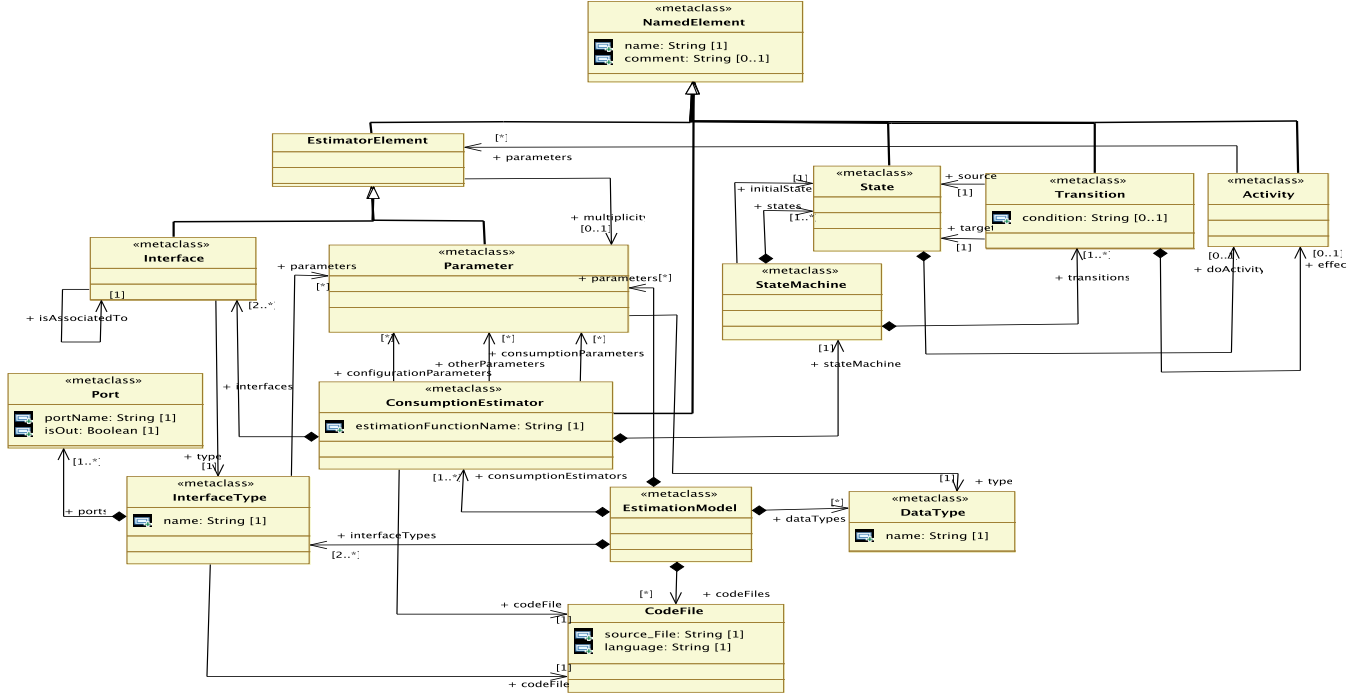 «metaclass»
NamedElement
name: String [1]
comment: String [0..1]
EstimatorElement
[*]
+ parameters
+ multiplicity
[0..1]
«metaclass»
State
[1]
+ initialState
+ states
[1..*
+ source
[1]
+ target
[1]
«metaclass»
Transition
condition: String [0..1]
«metaclass»
Activity
[0..
+ doActivity
[0..1]
+ effec
[1..*]
+ transitions
«metaclass»
Interface
[1]
+ isAssociatedTo
«metaclass»
Parameter
+ parameters
[*]
+ parameters[*]
[2..*]
«metaclass»
StateMachine
[1]
+ stateMachine
[*]
[*]
[*]
+ consumptionParameters
+ otherParameters
+ configurationParameters
+ interfaces
«metaclass»
Port
portName: String [1]
isOut: Boolean [1]
«metaclass»
ConsumptionEstimator
estimationFunctionName: String [1]
[1..*]
+ ports
+ type
[1]
[1..*
+ consumptionEstimators
«metaclass»
InterfaceType
name: String [1]
«metaclass»
EstimationModel
[*]
+ dataTypes
[1]
+ type
«metaclass»
DataType
name: String [1]
+ interfaceTypes
[2..*]
[*]
+ codeFiles
+ codeFile
[1]
CodeFile
source_File: String [1]
language: String [1]
[1]
+ codeFile